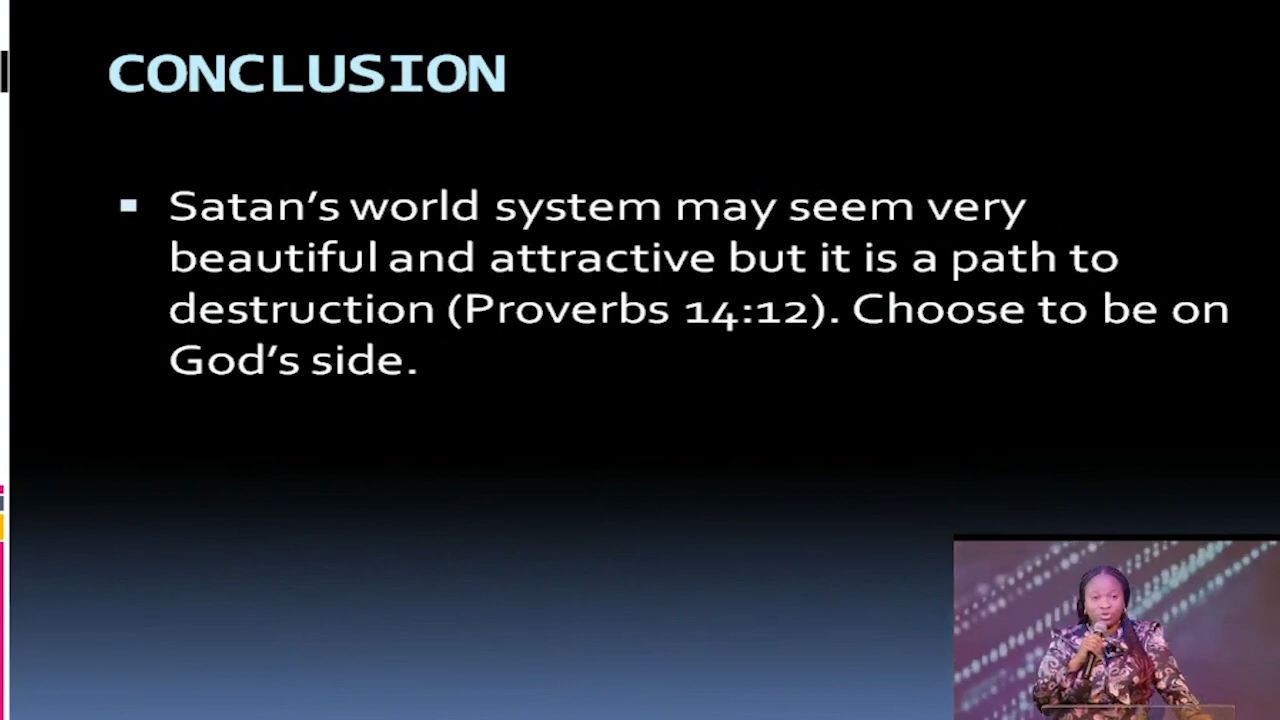 CONCLUSION
Satan's world system may seem very
beautiful and attractive but it is a path to
destruction (Proverbs 14:12). Choose to be on
God's side.